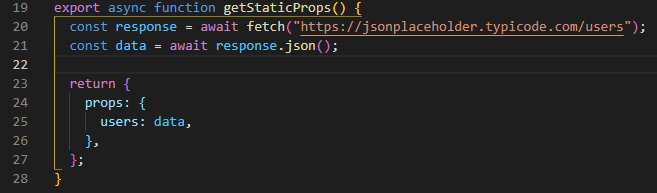 19 export async function getStaticProps() {
20   const response = await fetch("https://jsonplaceholder.typicode.com/users");
21   const data = await response.json();
22
23   return {
24     props: {
25       users: data,
26     },
27   };
28 }